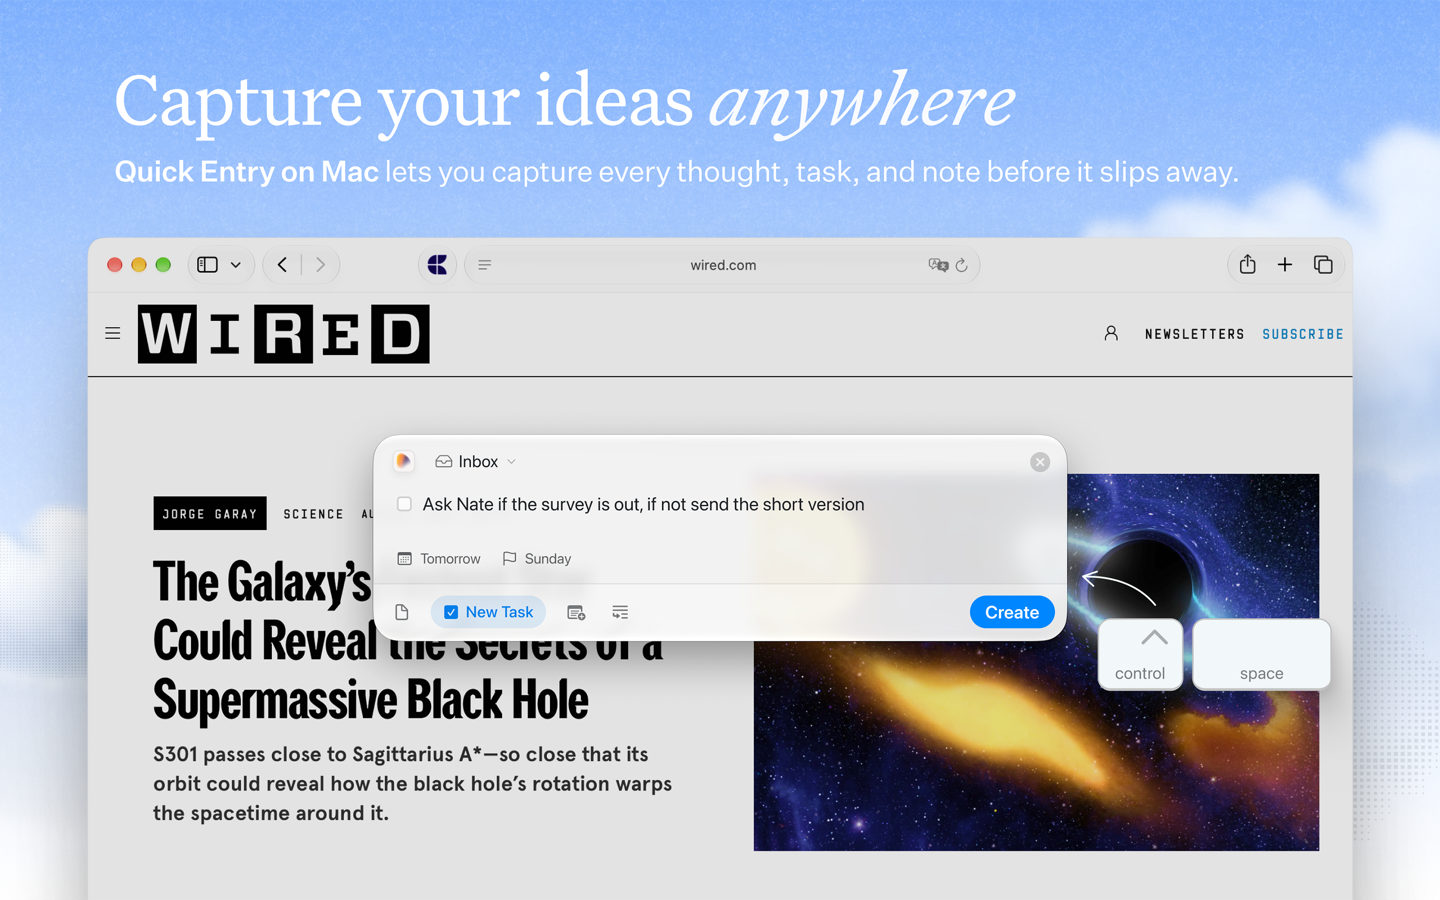 Capture your ideas anywhere
Quick Entry on Mac lets you capture every thought, task, and note before it slips away.
wired.com
WIRED
NEWSLETTERS SUBSCRIBE
Inbox
Ask Nate if the survey is out, if not send the short version
Tomorrow Sunday
New Task Create
JORGE GARAY SCIENCE
The Galaxy's
Could Reveal the Secrets of a
Supermassive Black Hole
S301 passes close to Sagittarius A*—so close that its
orbit could reveal how the black hole's rotation warps
the spacetime around it.
control space